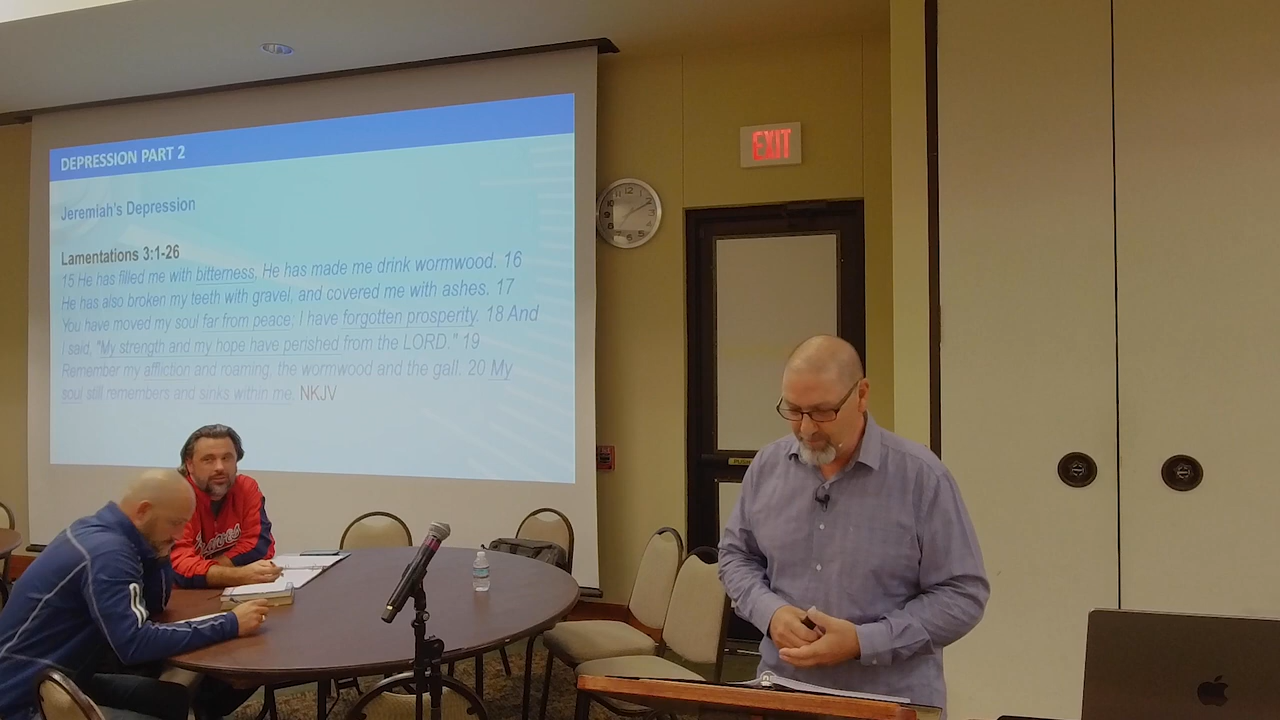 DEPRESSION PART 2
Jeremiah's Depression
Lamentations 3:1-26
15 He has filled me with bitterness, He has made me drink wormwood. 16
He has also broken my teeth with gravel, and covered me with ashes. 17
You have moved my soul far from peace; I have forgotten prosperity. 18 And
I said, "My strength and my hope have perished from the LORD." 19
Remember my affliction and roaming, the wormwood and the gall. 20 My
soul still remembers and sinks within me. NKJV
EXIT